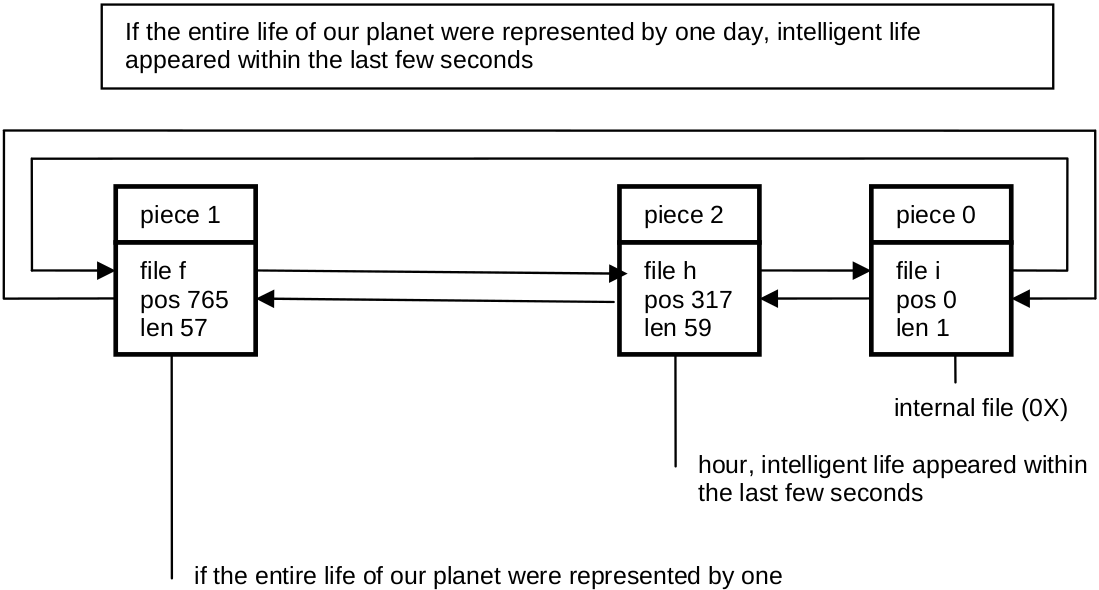 If the entire life of our planet were represented by one day, intelligent life
appeared within the last few seconds
piece 1
file f
pos 765
len 57
piece 2
file h
pos 317
len 59
piece 0
file i
pos 0
len 1
internal file (0X)
hour, intelligent life appeared within
the last few seconds
if the entire life of our planet were represented by one